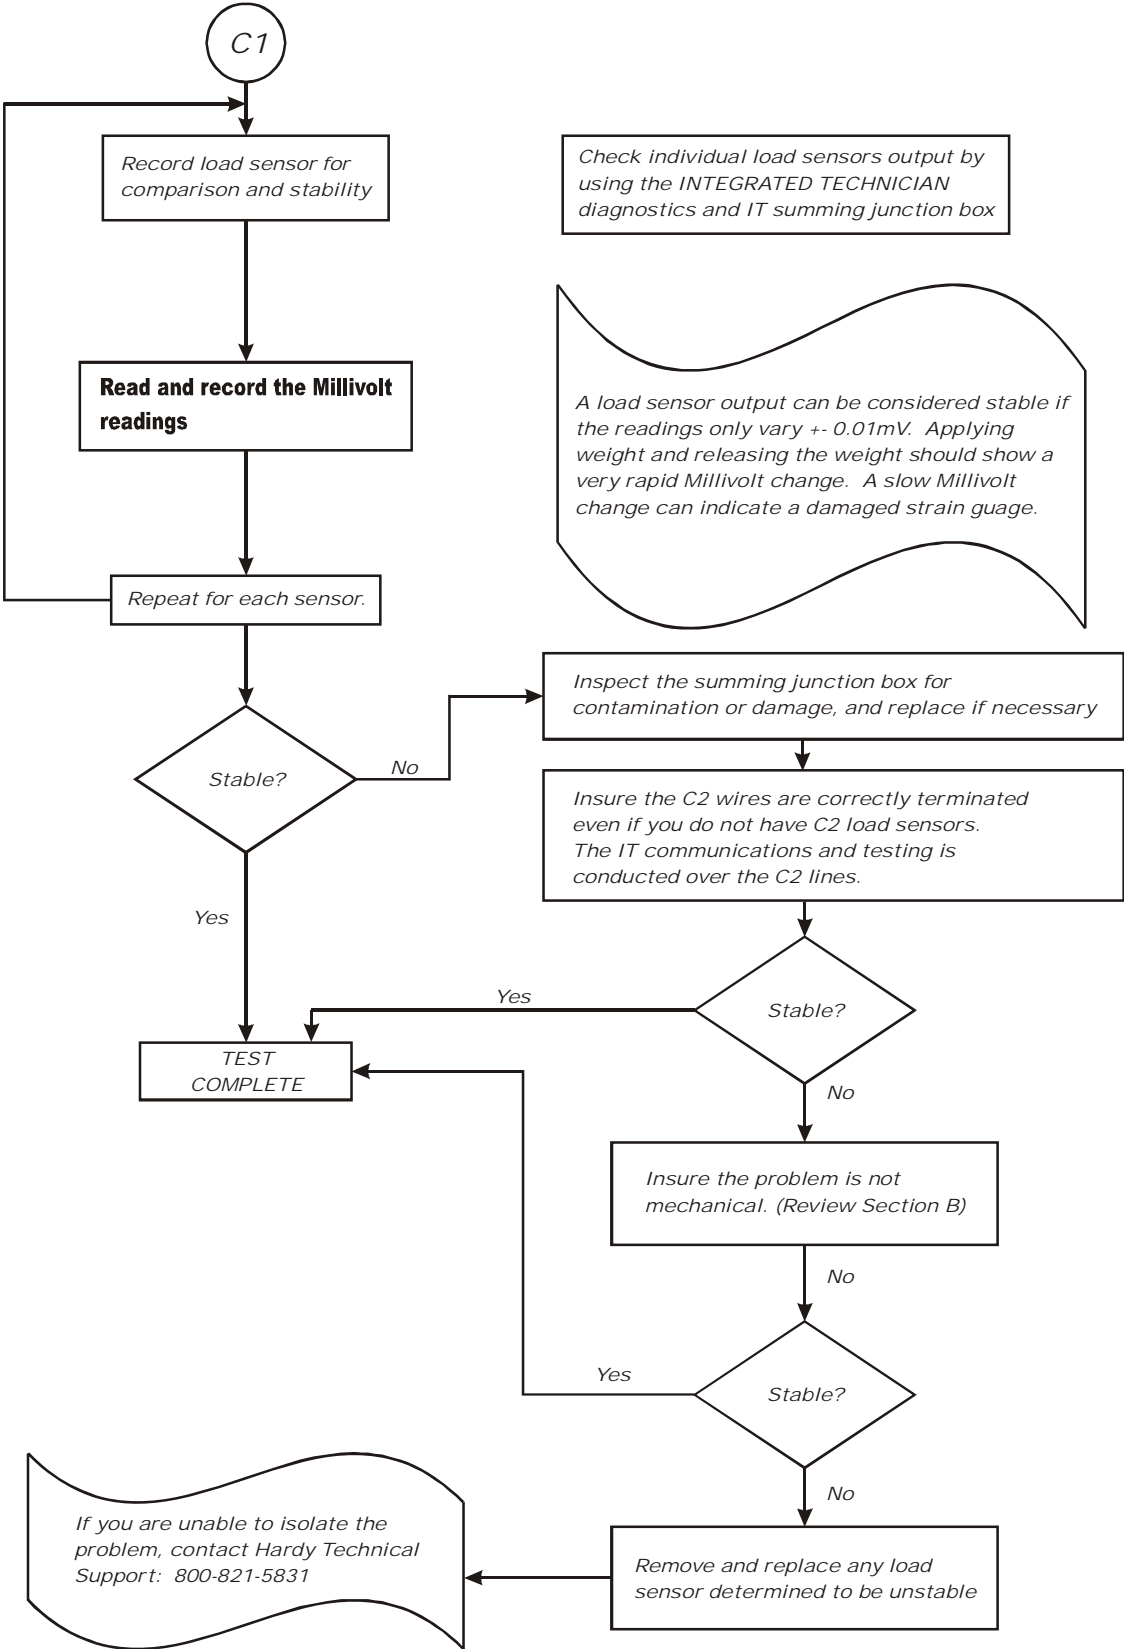 C1
Record load sensor for
comparison and stability
Check individual load sensors output by
using the INTEGRATED TECHNICIAN
diagnostics and IT summing junction box
Read and record the Millivolt
readings
A load sensor output can be considered stable if
the readings only vary +- 0.01mV. Applying
weight and releasing the weight should show a
very rapid Millivolt change. A slow Millivolt
change can indicate a damaged strain guage.
Repeat for each sensor.
Inspect the summing junction box for
contamination or damage, and replace if necessary
Stable?
No
Insure the C2 wires are correctly terminated
even if you do not have C2 load sensors.
The IT communications and testing is
conducted over the C2 lines.
Yes
Stable?
Yes
TEST
COMPLETE
No
Insure the problem is not
mechanical. (Review Section B)
No
Stable?
Yes
No
Remove and replace any load
sensor determined to be unstable
If you are unable to isolate the
problem, contact Hardy Technical
Support: 800-821-5831